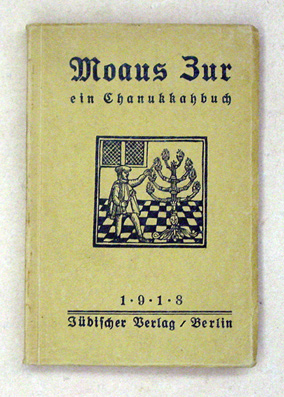 Moaus Zur
ein Chanukkahbuch
1·9·1·8
Jüdischer Verlag / Berlin